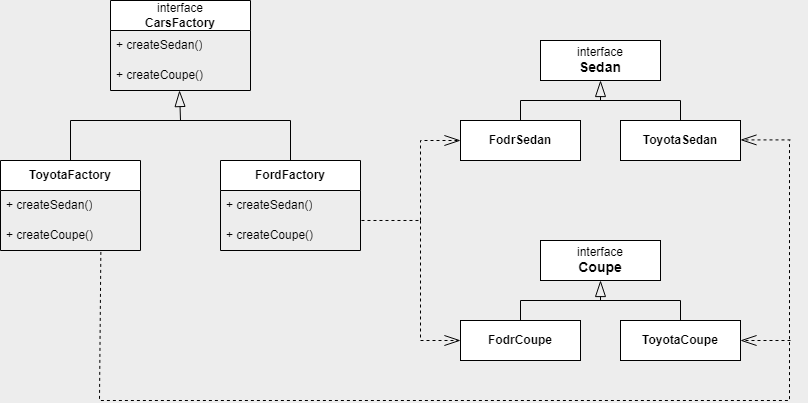 interface
CarsFactory
+ createSedan()
+ createCoupe()
interface
Sedan
FodrSedan
ToyotaSedan
ToyotaFactory
+ createSedan()
+ createCoupe()
FordFactory
+ createSedan()
+ createCoupe()
interface
Coupe
FodrCoupe
ToyotaCoupe